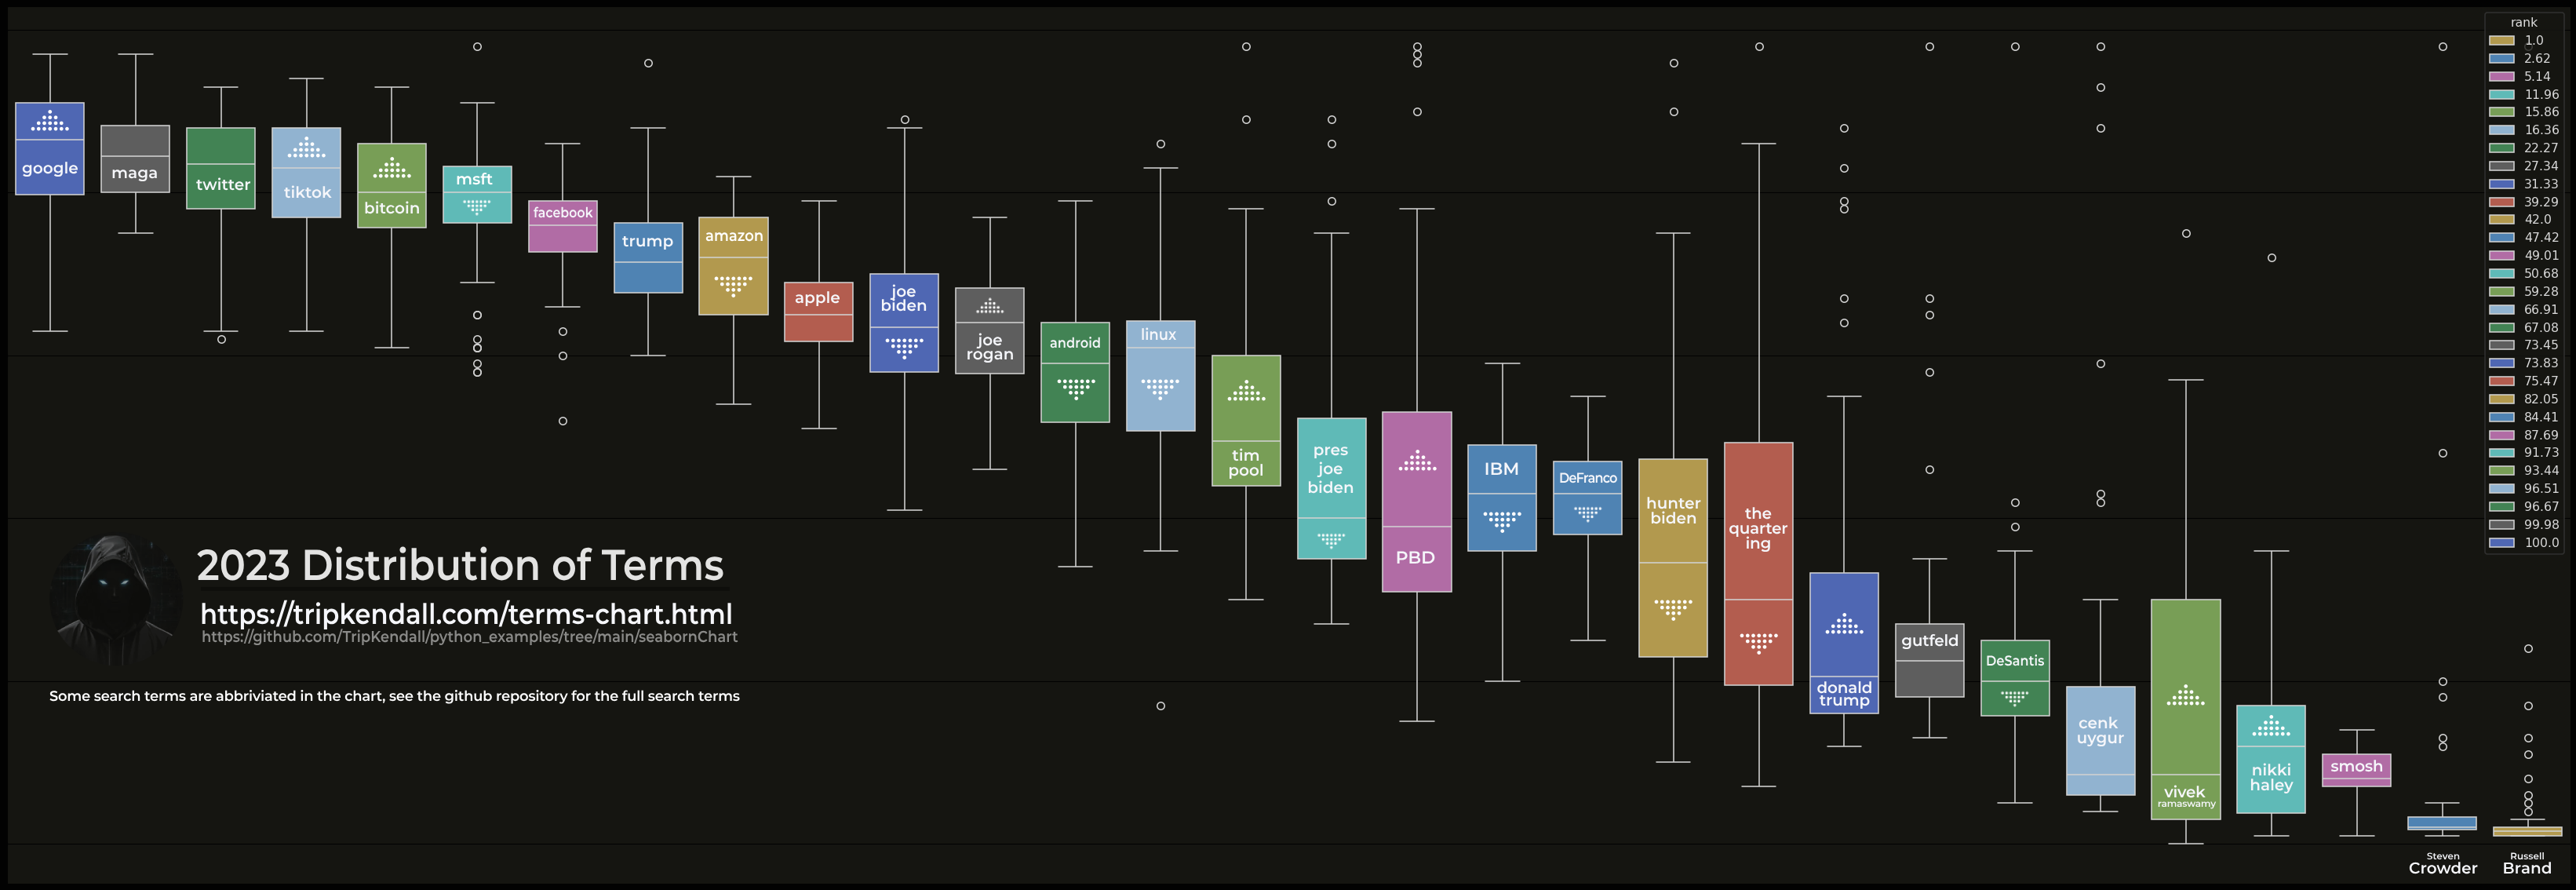 google
maga
twitter
tiktok
bitcoin
msft
facebook
trump
amazon
apple
joe
biden
joe
rogan
android
linux
tim
pool
pres
joe
biden
PBD
IBM
DeFranco
hunter
biden
the
quarter
ing
donald
trump
gutfeld
DeSantis
cenk
uygur
vivek
ramaswamy
nikki
haley
smosh
Steven
Crowder
Russell
Brand
rank
1.0
2.62
5.14
11.96
15.86
16.36
22.27
27.34
31.33
39.29
42.0
47.42
49.01
50.68
59.28
66.91
67.08
73.45
73.83
75.47
82.05
84.41
87.69
91.73
93.44
96.51
96.67
99.98
100.0
2023 Distribution of Terms
https://tripkendall.com/terms-chart.html
https://github.com/TripKendall/python_examples/tree/main/seabornChart
Some search terms are abbriviated in the chart, see the github repository for the full search terms